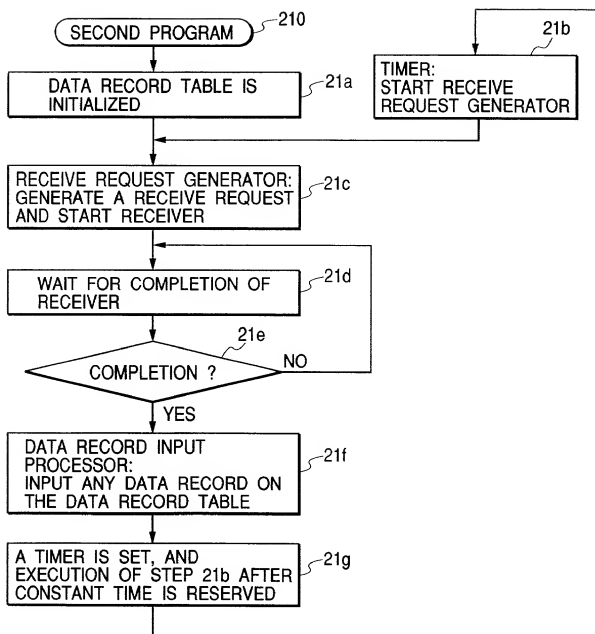 SECOND PROGRAM
210
DATA RECORD TABLE IS
INITIALIZED
21a
21b
TIMER:
START RECEIVE
REQUEST GENERATOR
RECEIVE REQUEST GENERATOR:
GENERATE A RECEIVE REQUEST
AND START RECEIVER
21c
WAIT FOR COMPLETION OF
RECEIVER
21d
21e
COMPLETION ?
NO
YES
DATA RECORD INPUT
PROCESSOR:
INPUT ANY DATA RECORD ON
THE DATA RECORD TABLE
21f
A TIMER IS SET, AND
EXECUTION OF STEP 21b AFTER
CONSTANT TIME IS RESERVED
21g